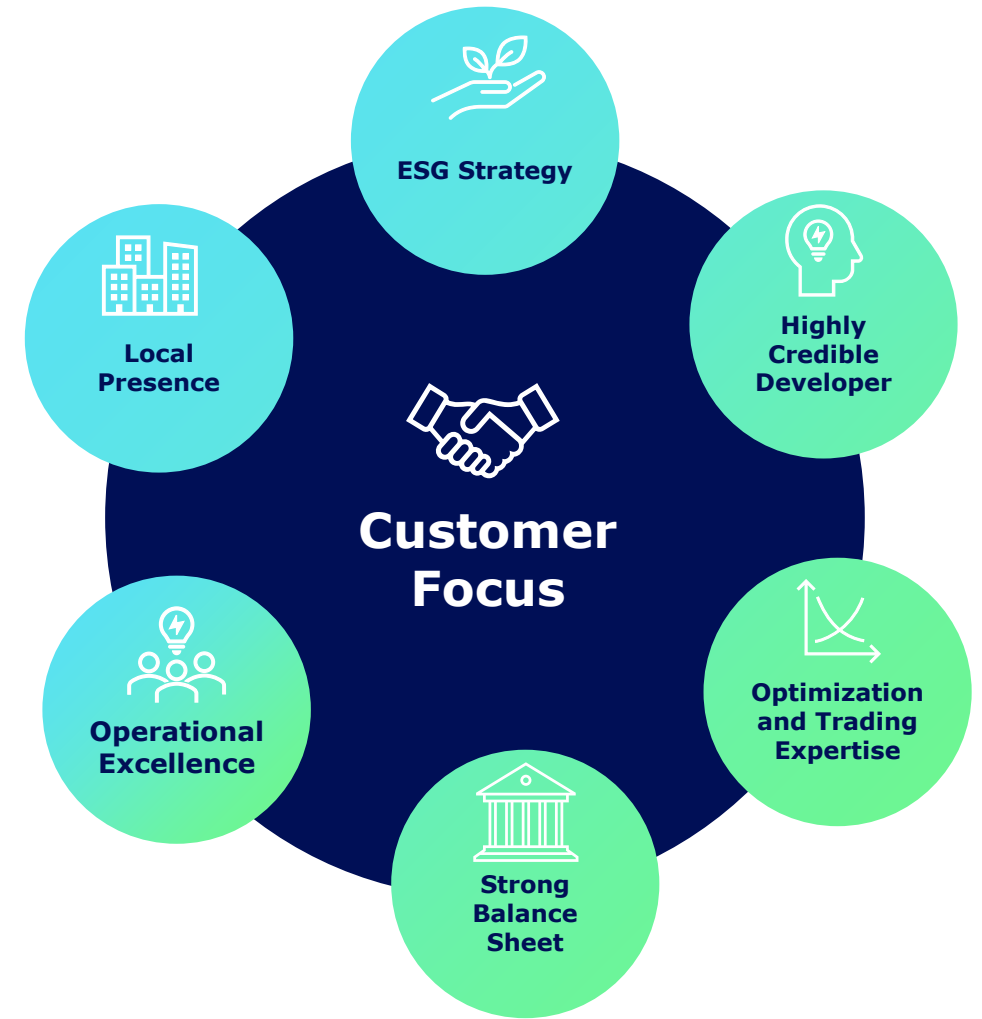 ESG Strategy
Highly
Credible
Developer
Local
Presence
Customer
Focus
Optimization
and Trading
Expertise
Operational
Excellence
Strong
Balance
Sheet